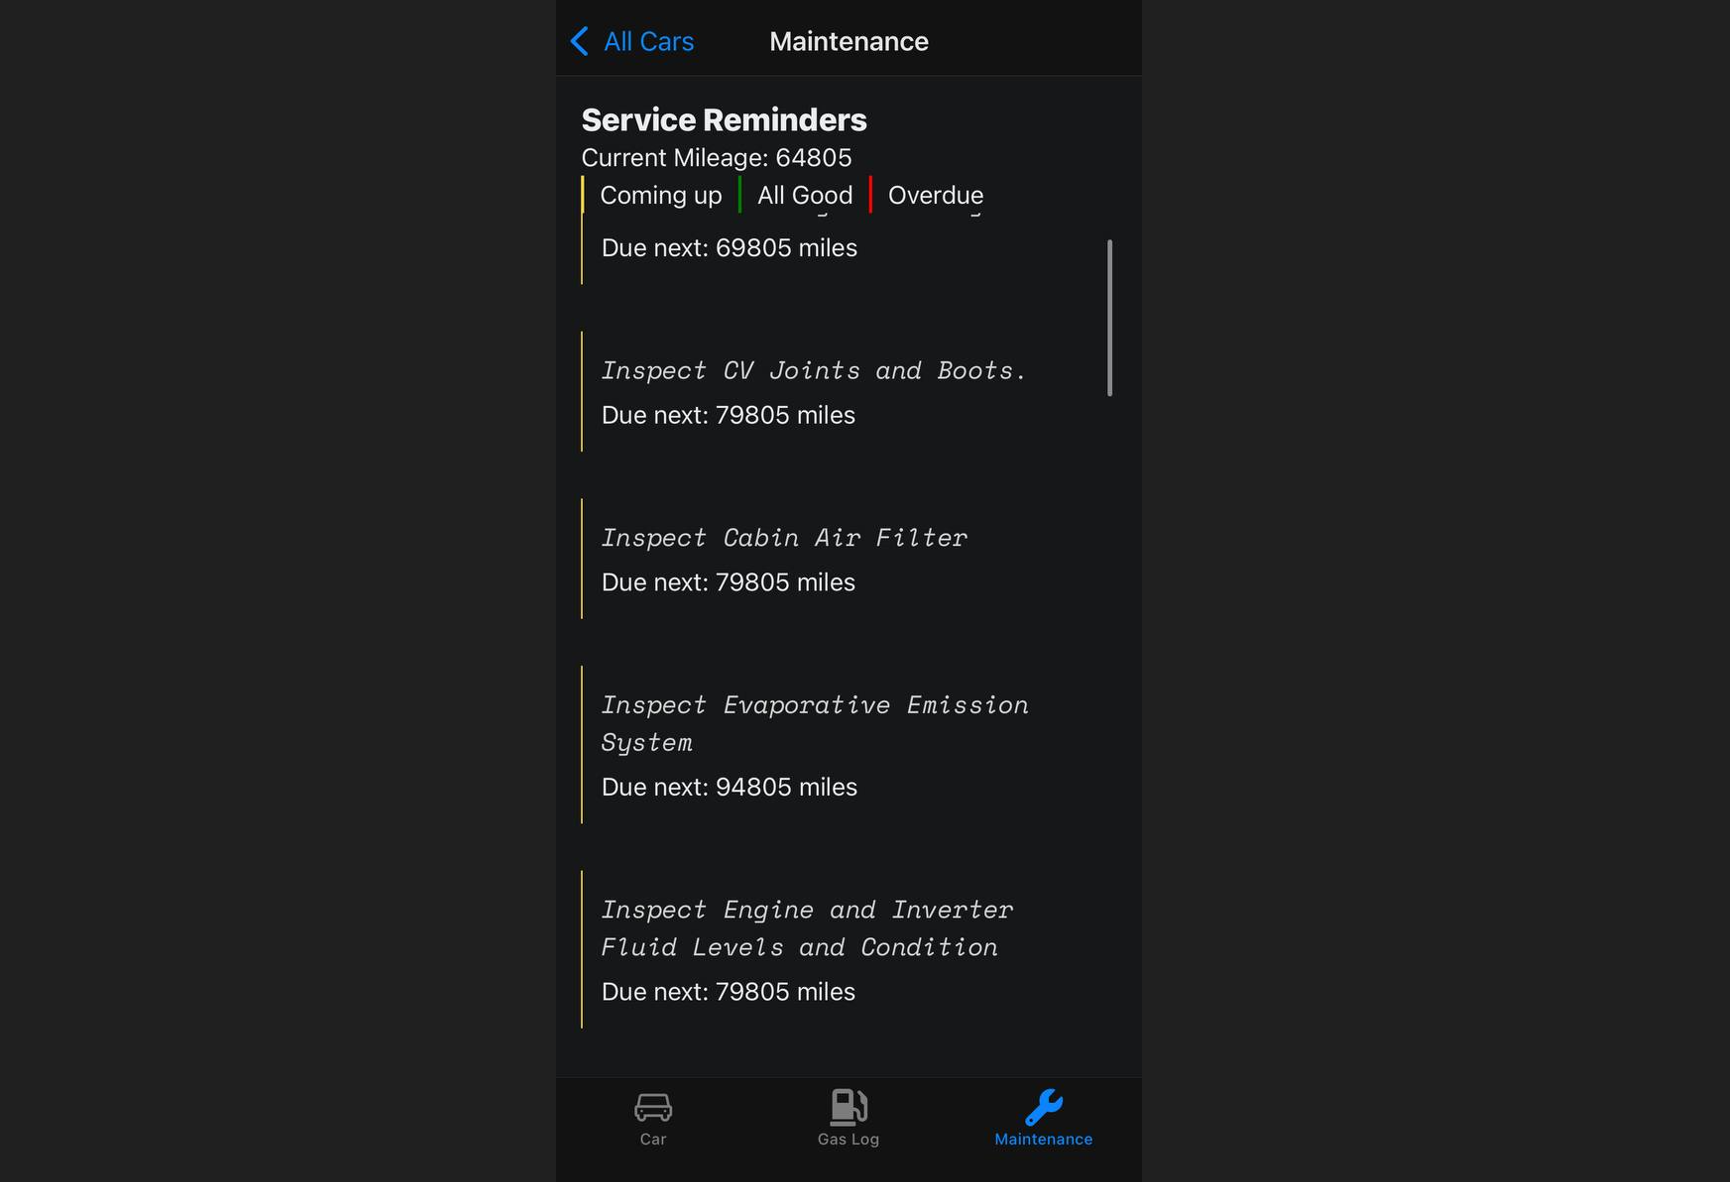 All Cars
Maintenance
Service Reminders
Current Mileage: 64805
Coming up
All Good
Overdue
Due next: 69805 miles
Inspect CV Joints and Boots.
Due next: 79805 miles
Inspect Cabin Air Filter
Due next: 79805 miles
Inspect Evaporative Emission
System
Due next: 94805 miles
Inspect Engine and Inverter
Fluid Levels and Condition
Due next: 79805 miles
Car
Gas Log
Maintenance